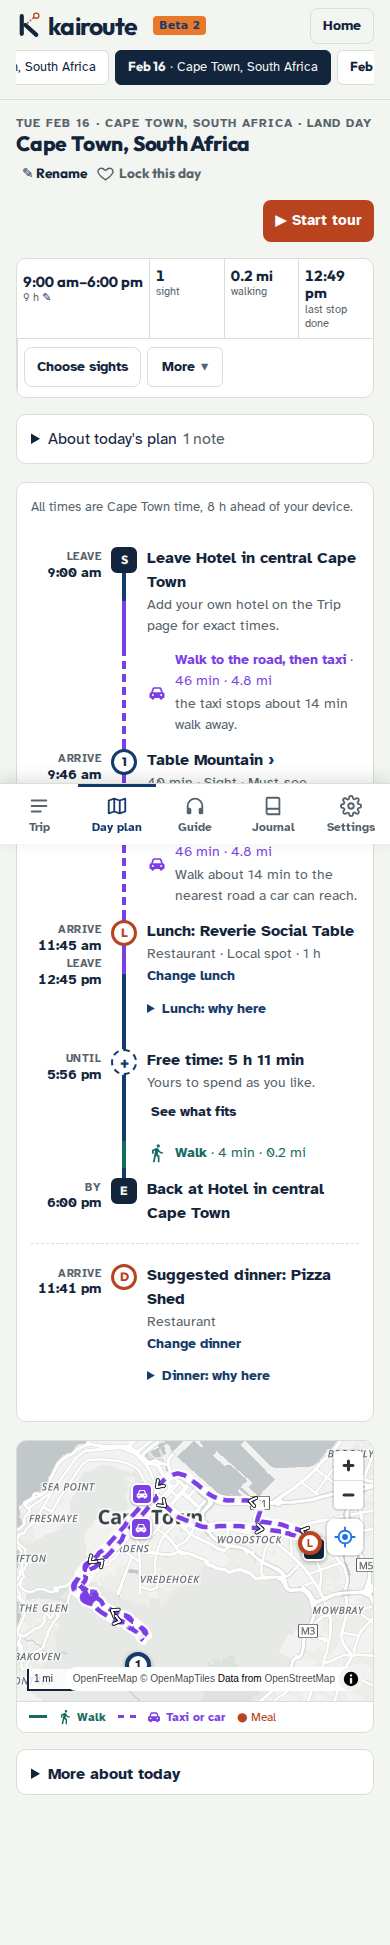 kairoute
Beta 2
Home
n, South Africa
Feb 16 · Cape Town, South Africa
Feb
TUE FEB 16 · CAPE TOWN, SOUTH AFRICA · LAND DAY
Cape Town, South Africa
✎ Rename
Lock this day
▶ Start tour
9:00 am–6:00 pm
9 h ✎
1
sight
0.2 mi
walking
12:49
pm
last stop
done
Choose sights
More ▼
▶ About today's plan 1 note
All times are Cape Town time, 8 h ahead of your device.
LEAVE
9:00 am
S
Leave Hotel in central Cape
Town
Add your own hotel on the Trip
page for exact times.
Walk to the road, then taxi ·
46 min · 4.8 mi
the taxi stops about 14 min
walk away.
ARRIVE
9:46 am
1
Table Mountain ›
40 min · Sight · Must-see
Trip
Day plan
Guide
Journal
Settings
46 min · 4.8 mi
Walk about 14 min to the
nearest road a car can reach.
ARRIVE
11:45 am
LEAVE
12:45 pm
L
Lunch: Reverie Social Table
Restaurant · Local spot · 1 h
Change lunch
▶ Lunch: why here
UNTIL
5:56 pm
+
Free time: 5 h 11 min
Yours to spend as you like.
See what fits
Walk · 4 min · 0.2 mi
BY
6:00 pm
E
Back at Hotel in central
Cape Town
ARRIVE
11:41 pm
D
Suggested dinner: Pizza
Shed
Restaurant
Change dinner
▶ Dinner: why here
SEA POINT
FRESNAYE
Cape Town
WOODSTOCK
VREDEHOEK
THE GLEN
MOWBRAY
M5
M3
L
1
+
−
1 mi
OpenFreeMap © OpenMapTiles Data from OpenStreetMap
Walk
Taxi or car
Meal
▶ More about today